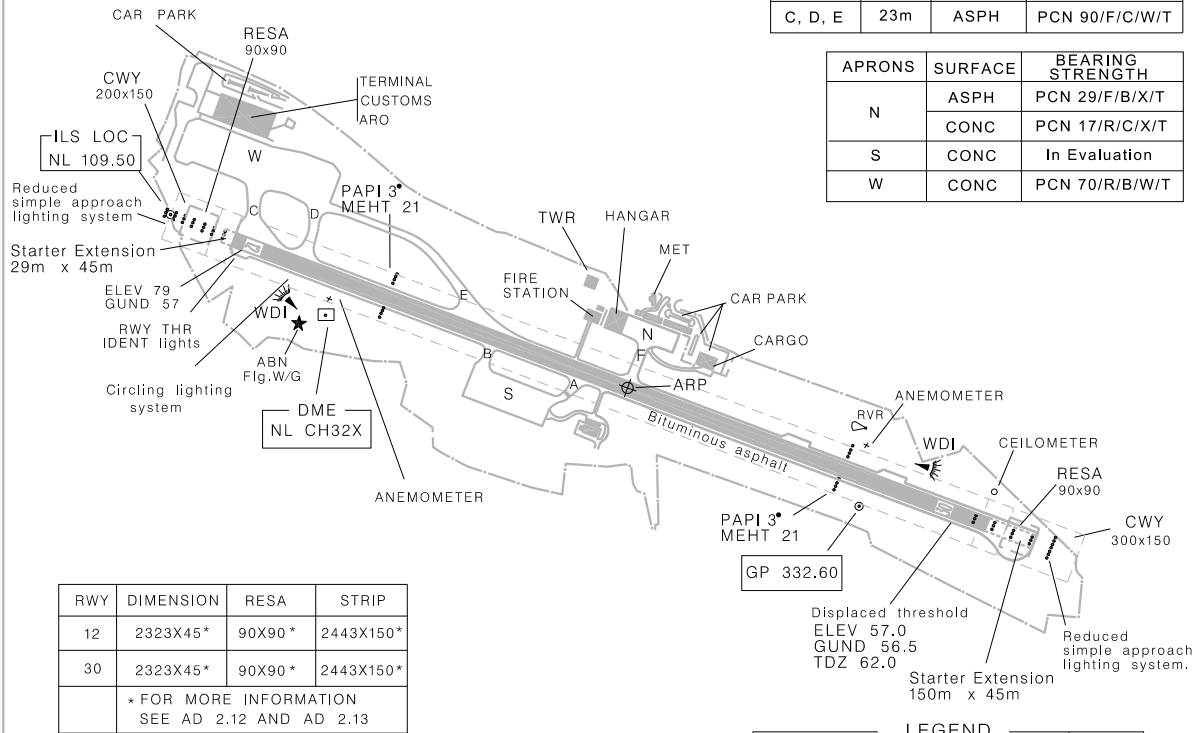 C, D, E 23m ASPH PCN 90/F/C/W/T
APRONS SURFACE BEARING STRENGTH
N ASPH PCN 29/F/B/X/T
CONC PCN 17/R/C/X/T
S CONC In Evaluation
W CONC PCN 70/R/B/W/T
CAR PARK
RESA
90x90
CWY
200x150
TERMINAL
CUSTOMS
ARO
ILS LOC
NL 109.50
W
Reduced
simple approach
lighting system
PAPI 3°
MEHT 21
C
D
TWR
HANGAR
Starter Extension
29m x 45m
MET
ELEV 79
GUND 57
FIRE
STATION
E
CAR PARK
WDI
RWY THR
IDENT lights
N
CARGO
ABN
Flg.W/G
B
F
Circling lighting
system
A
ARP
S
DME
NL CH32X
Bituminous asphalt
ANEMOMETER
RVR
WDI
CEILOMETER
RESA
90x90
ANEMOMETER
PAPI 3°
MEHT 21
CWY
300x150
GP 332.60
RWY DIMENSION RESA STRIP
12 2323X45* 90X90* 2443X150*
30 2323X45* 90X90* 2443X150*
* FOR MORE INFORMATION
SEE AD 2.12 AND AD 2.13
Displaced threshold
ELEV 57.0
GUND 56.5
TDZ 62.0
Reduced
simple approach
lighting system.
Starter Extension
150m x 45m
LEGEND